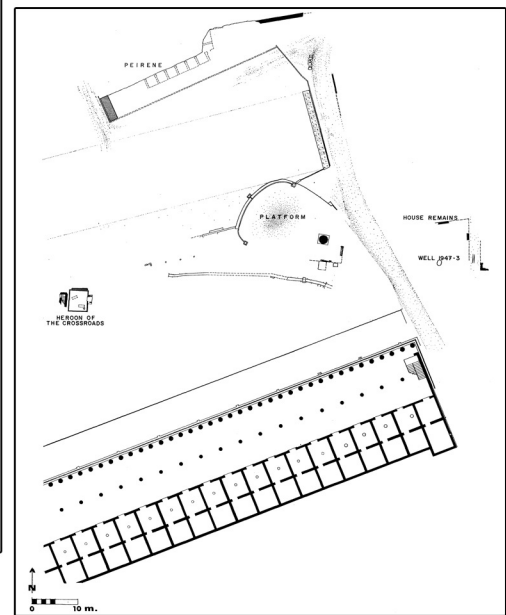 PEIRENE
PLATFORM
HOUSE REMAINS
WELL 1947-3
HEROON OF
THE CROSSROADS
N
0 10 m.